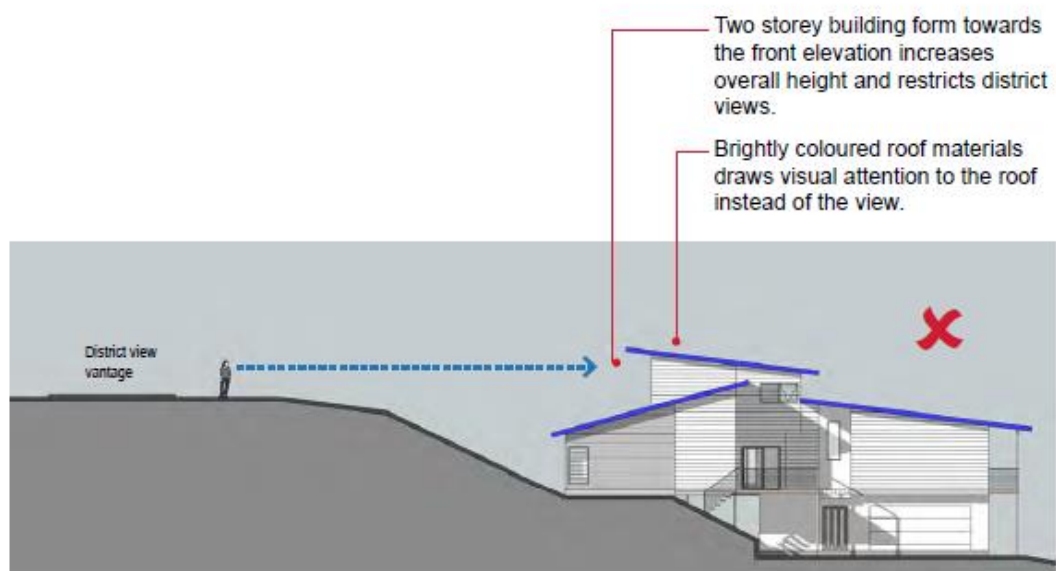 Two storey building form towards
the front elevation increases
overall height and restricts district
views.
Brightly coloured roof materials
draws visual attention to the roof
instead of the view.
District view
vantage